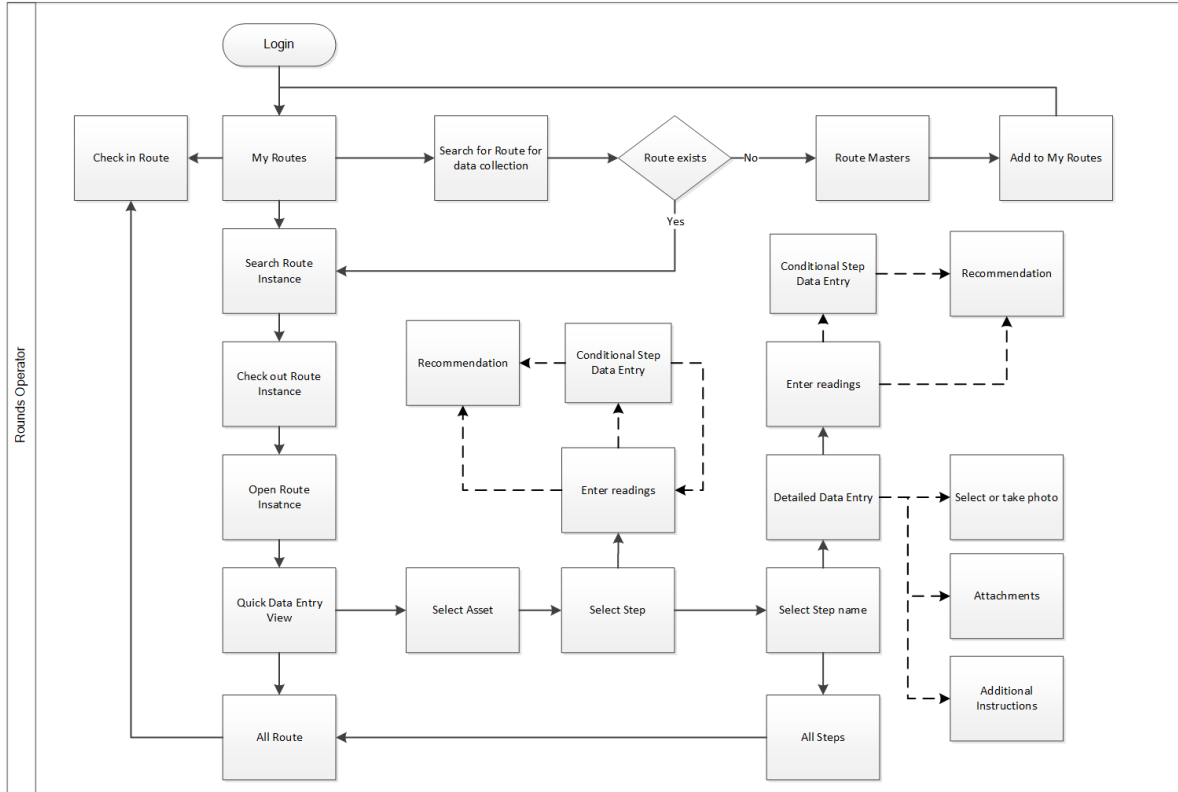 Rounds Operator
Login
Check in Route
My Routes
Search for Route for
data collection
Route exists
No
Route Masters
Add to My Routes
Yes
Search Route
Instance
Conditional Step
Data Entry
Recommendation
Check out Route
Instance
Recommendation
Conditional Step
Data Entry
Enter readings
Open Route
Insatnce
Enter readings
Detailed Data Entry
Select or take photo
Quick Data Entry
View
Select Asset
Select Step
Select Step name
Attachments
Additional
Instructions
All Route
All Steps